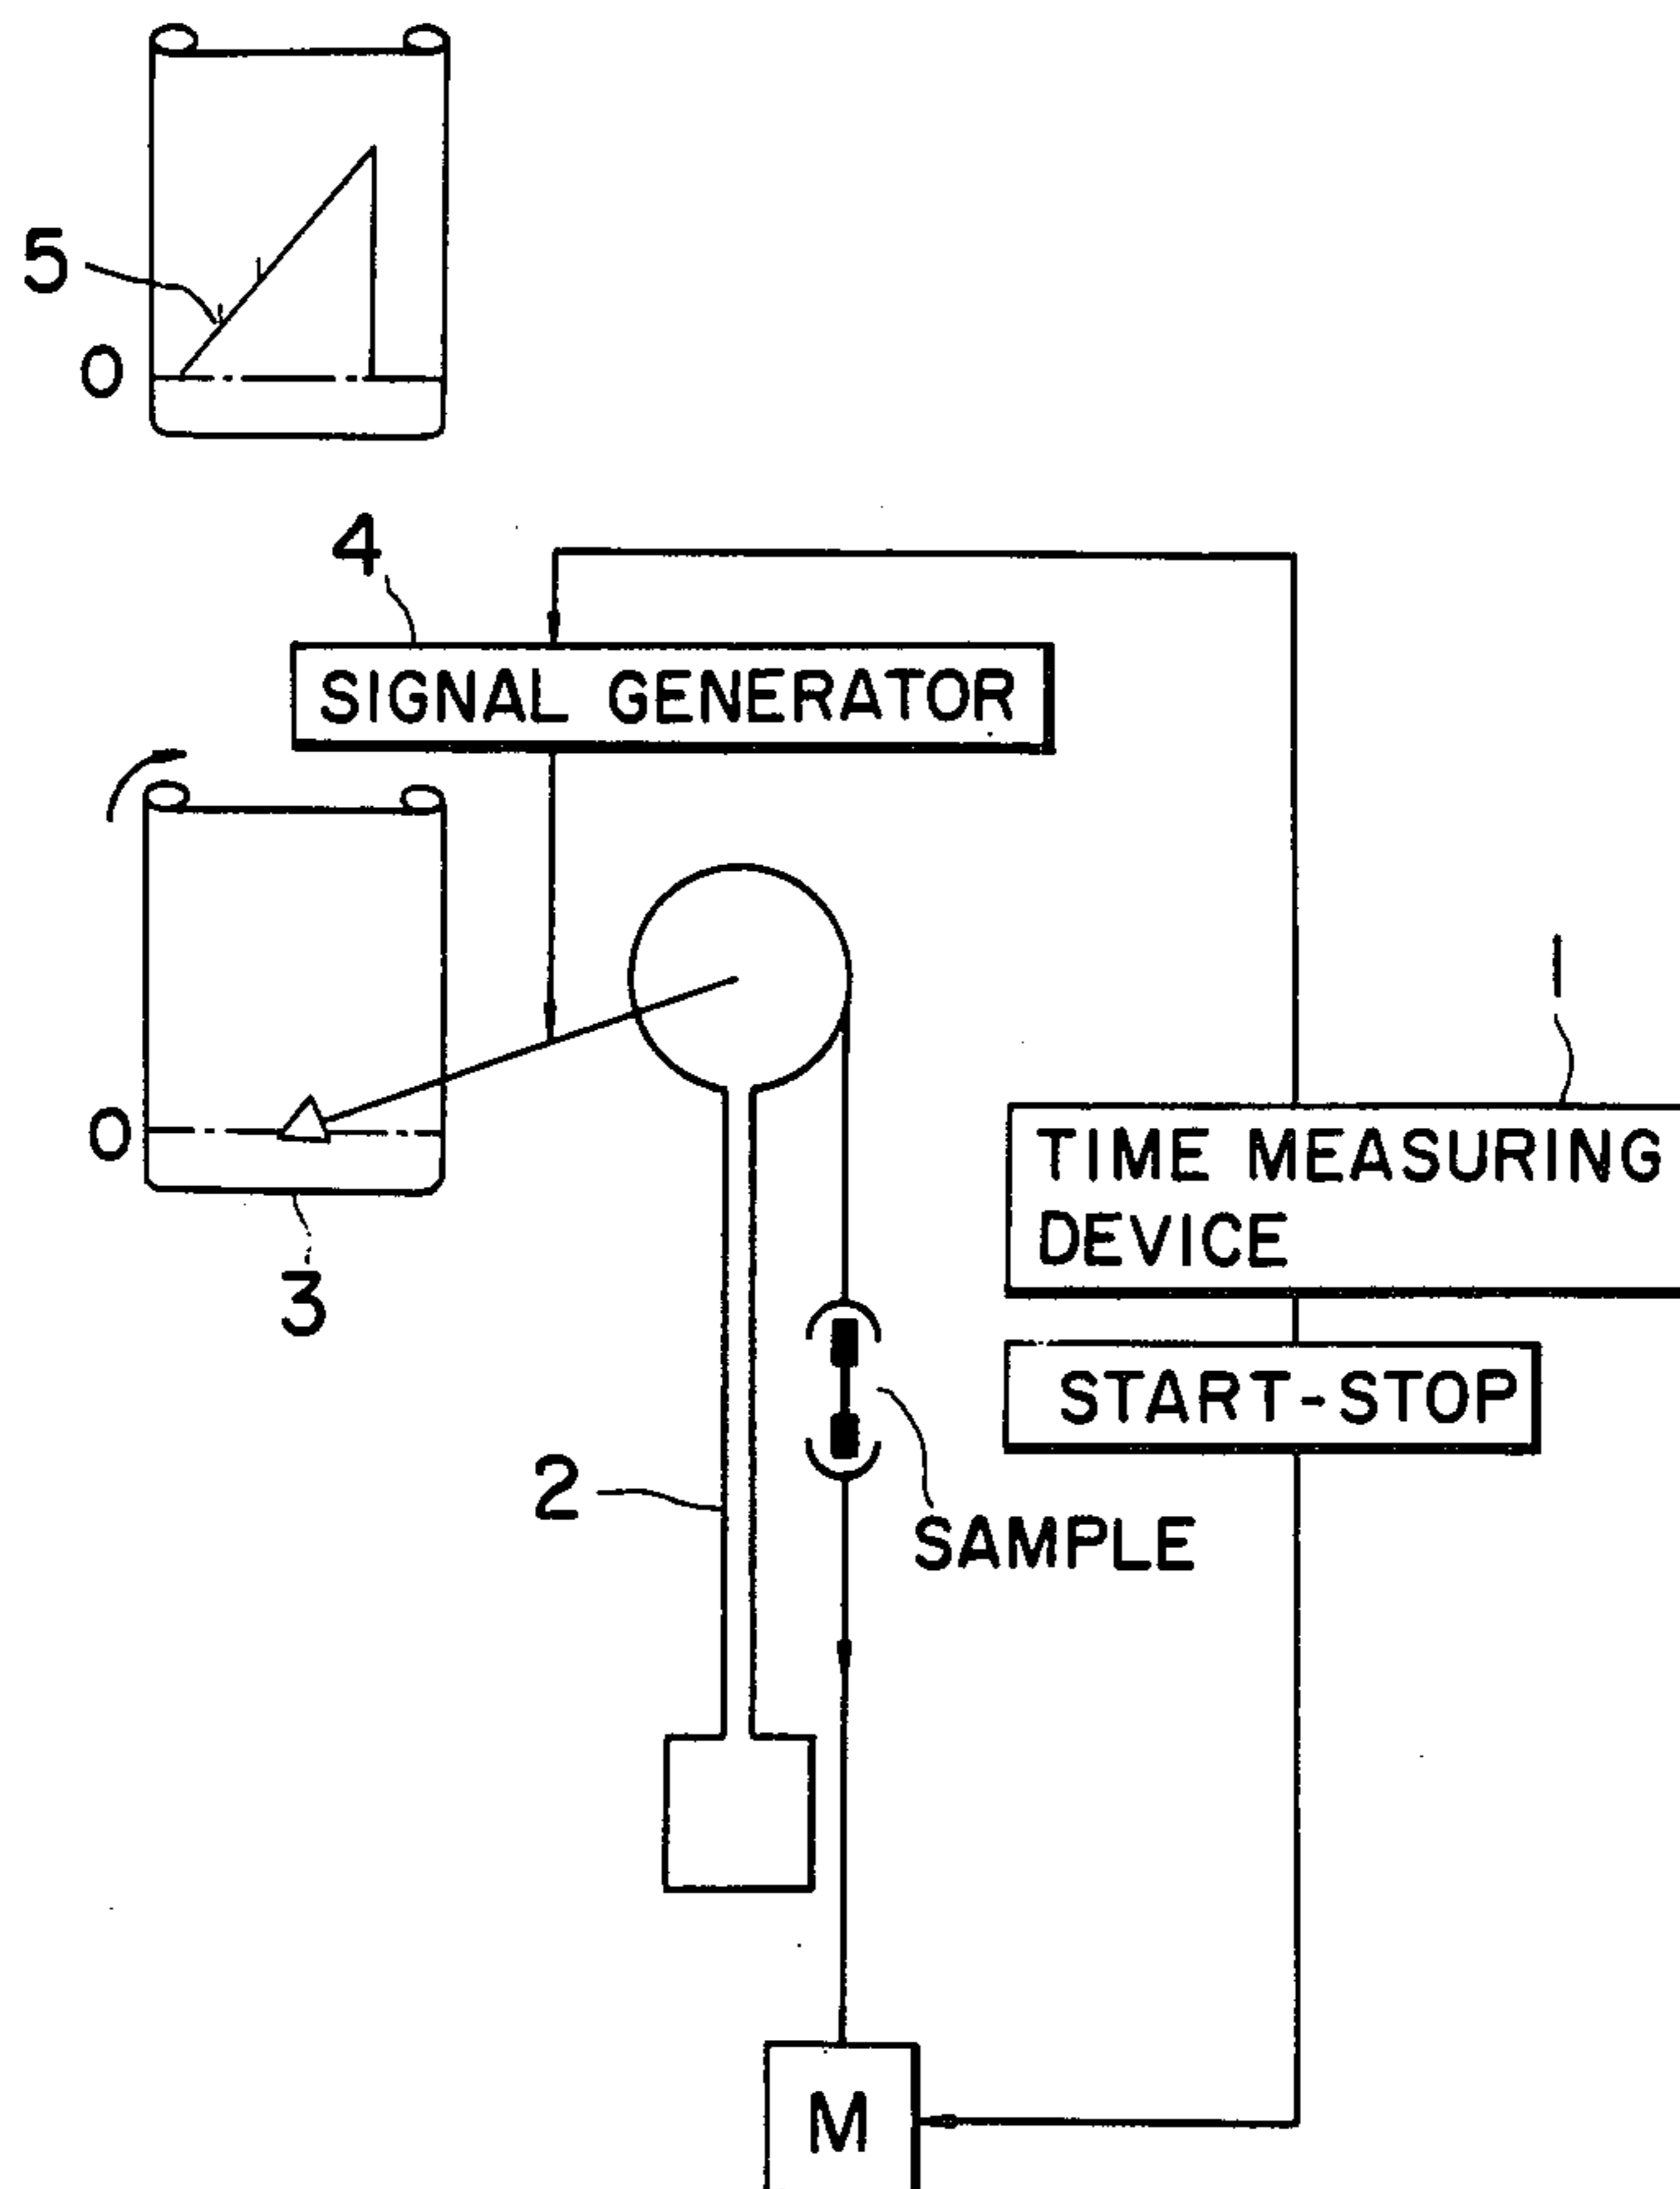 5
0
4
SIGNAL GENERATOR
1
0
TIME MEASURING
DEVICE
3
START-STOP
2
SAMPLE
M